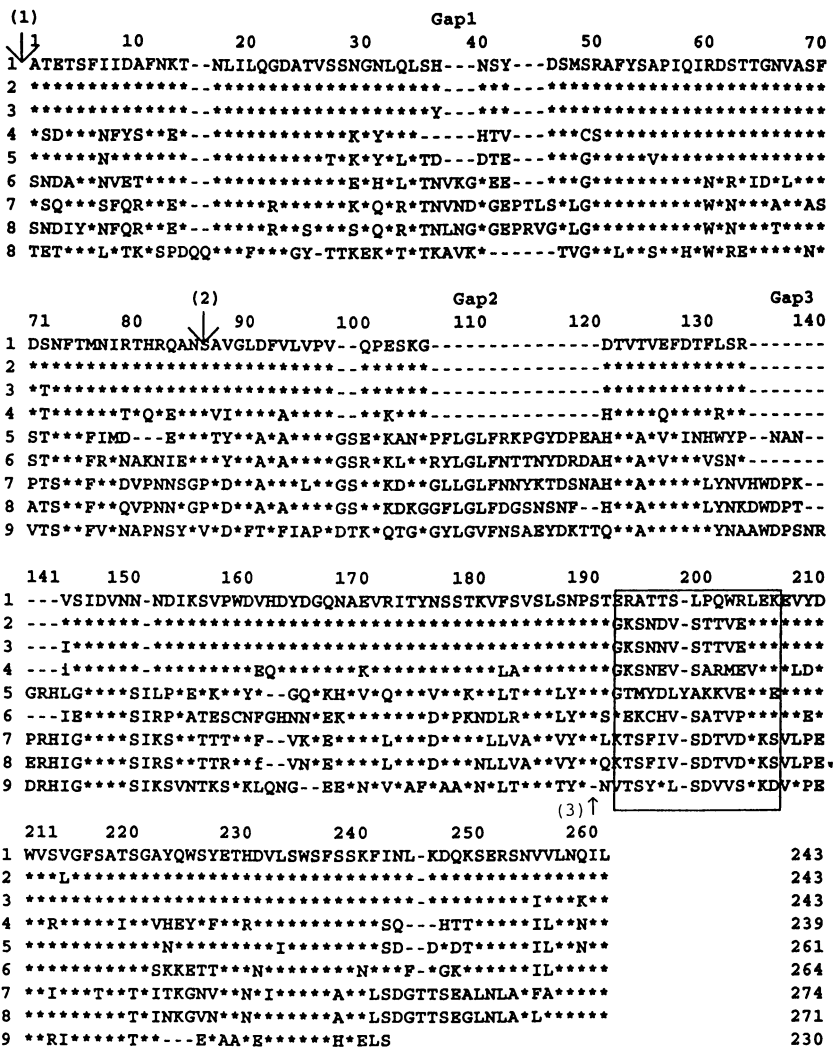 (1) Gap1
1 10 20 30 40 50 60 70
1 ATETSFIIDAFNKT--NLILQGDATVSSNGNLQLSH---NSY---DSMSRAFYSAPIQIRDSTTGNVASF
2 **************--********************---***---*************************
3 **************--*******************Y---***---*************************
4 *SD***NFYS**E*--************K*Y****-----HTV---***CS********************
5 ******N*******--**********T*K*Y*L*TD---DTE---***G*****V***************
6 SNDA**NVET****--************E*H*L*TNVKG*EE---***G**********N*R*ID*L***
7 *SQ***SFQR**E*--*****R******K*Q*R*TNVND*GEPTLS*LG**********W*N***A**AS
8 SNDIY*NFQR**E*--*****R**S***S*Q*R*TNLNG*GEPRVG*LG**********W*N***T****
8 TET***L*TK*SPDQQ***F***GY-TTKEK*T*TKAVK*------TVG**L**S**H*W*RE****N*
(2) Gap2 Gap3
71 80 90 100 110 120 130 140
1 DSNFTMNIRTHRQANSAVGLDFVLVPV--QPESKG---------------DTVTVEFDTFLSR-------
2 ***************************--******---------------*************-------
3 *T*************************--******---------------*************-------
4 *T******T*Q*E***VI****A****--***K**---------------H****Q****R**-------
5 ST***FIMD---E***TY**A*A****GSE*KAN*PFLGLFRKPGYDPEAH**A*V*INHWYP--NAN--
6 ST***FR*NAKNIE***Y**A*A****GSR*KL**RYLGLFNTTNYDRDAH**A*V***VSN*-------
7 PTS**F**DVPNNSGP*D**A***L**GS**KD**GLLGLFNNYKTDSNAH**A*****LYNVHWDPK--
8 ATS**F**QVPNN*GP*D**A*A****GS**KDKGGFLGLFDGSNSNF--H**A*****LYNKDWDPT--
9 VTS**FV*NAPNSY*V*D*FT*FIAP*DTK*QTG*GYLGVFNSAEYDKTTQ**A*****YNAAWDPSNR
141 150 160 170 180 190 200 210
1 ---VSIDVNN-NDIKSVPWDVHDYDGQNAEVRITYNSSTKVFSVSLSNPSTERATTS-LPQWRLEKEVYD
2 ---*******-****************************************GKSNDV-STTVE*******
3 ---I******-****************************************GKSNNV-STTVE*******
4 ---i******-**********EQ*******K***********LA*******GKSNEV-SARMEV***LD*
5 GRHLG****SILP*E*K**Y*--GQ*KH*V*Q***V**K**LT***LY***GTMYDLYAKKVE**E****
6 ---IE****SIRP*ATESCNFGHNN*EK*******D*PKNDLR***LY**S*EKCHV-SATVP*****E*
7 PRHIG****SIKS**TTT**F--VK*E****L***D****LLVA**VY**LKTSFIV-SDTVD*KSVLPE
8 ERHIG****SIRS**TTR**f--VN*E****L***D***NLLVA**VY**QKTSFIV-SDTVD*KSVLPE.
9 DRHIG****SIKSVNTKS*KLQNG--EE*N*V*AF*AA*N*LT***TY*-NVTSY*L-SDVVS*KDV*PE
(3)
211 220 230 240 250 260
1 WVSVGFSATSGAYQWSYETHDVLSWSFSSKFINL-KDQKSERSNVVLNQIL 243
2 ***L******************************-**************** 243
3 **********************************-**********I**K** 243
4 **R*****I**VHEY*F**R***********SQ---HTT******IL**N** 239
5 ************N*********I********SD--D*DT******IL**N** 261
6 ***********SKKETT***N********N***F-*GK*******IL***** 264
7 **I***T**T*ITKGNV**N*I******A**LSDGTTSEALNLA*FA***** 274
8 *********T*INKGVN**N********A**LSDGTTSEGLNLA*L****** 271
9 **RI*****T**---E*AA*E******H*ELS 230